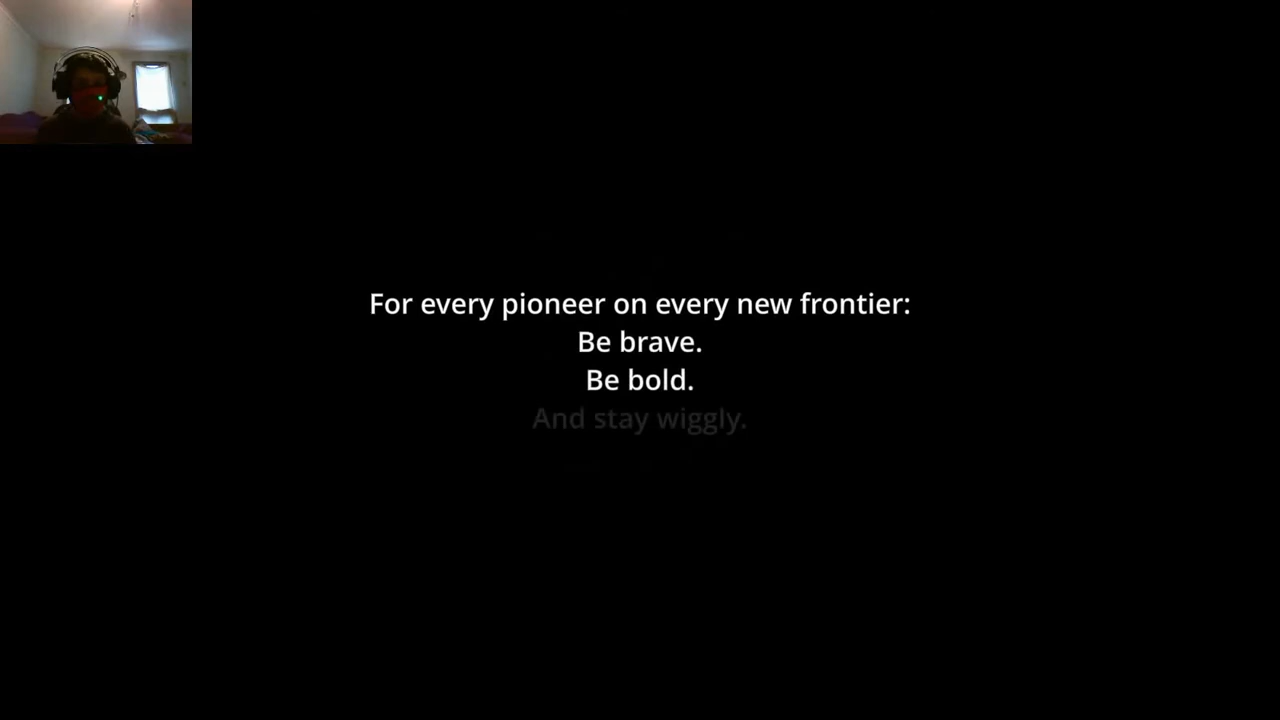 For every pioneer on every new frontier:
Be brave.
Be bold.
And stay wiggly.